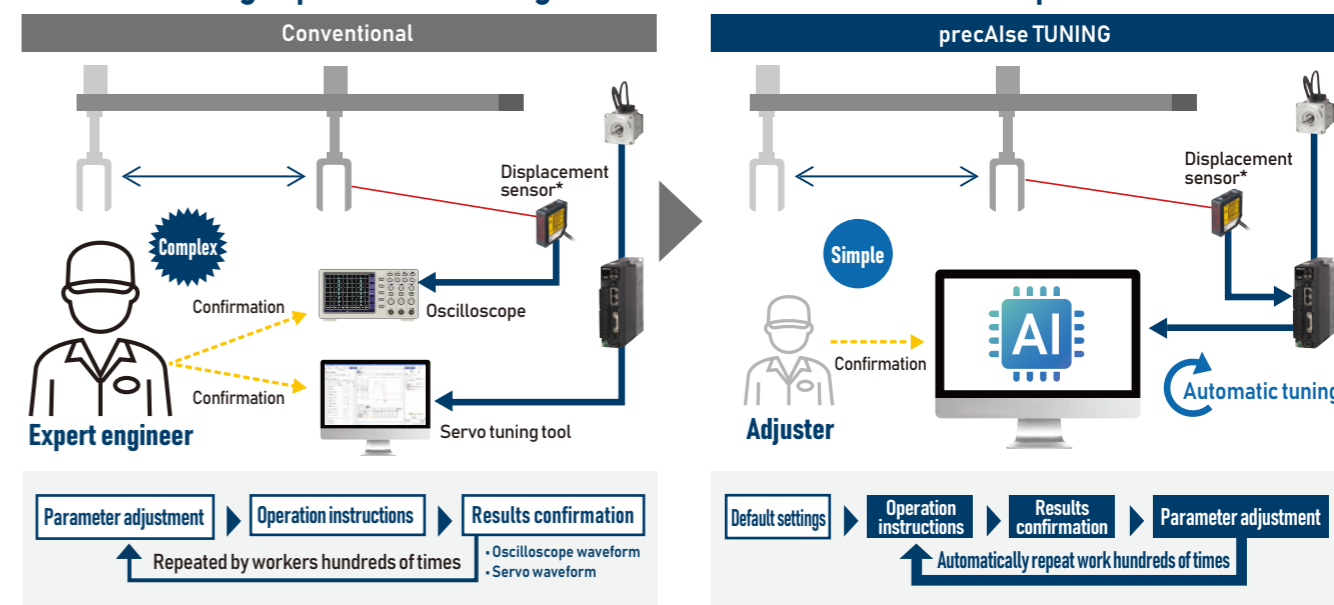 Conventional
Displacement
sensor*
Complex
Confirmation
Oscilloscope
Confirmation
Servo tuning tool
Expert engineer
Parameter adjustment
Operation instructions
Results confirmation
Repeated by workers hundreds of times
• Oscilloscope waveform
• Servo waveform
precAIse TUNING
Displacement
sensor*
Simple
AI
Confirmation
Automatic tuning
Adjuster
Default settings
Operation
instructions
Results
confirmation
Parameter adjustment
Automatically repeat work hundreds of times